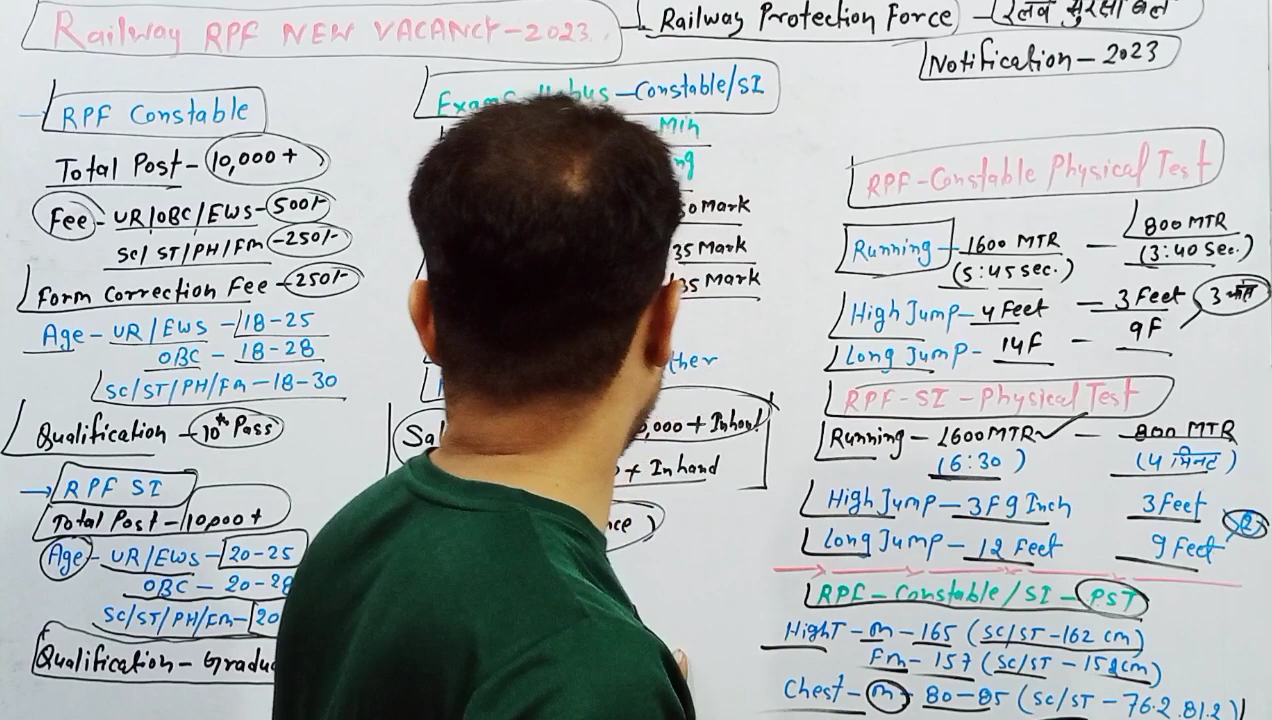 Railway RPF NEW VACANCY-2023.
Railway Protection Force
रेलवे सुरक्षा बल
Notification - 2023
RPF Constable
Total Post - 10,000+
Fee - UR/OBC/EWS - 500/-
SC/ST/PH/Fm - 250/-
Form Correction Fee - 250/-
Age - UR/EWS - 18-25
OBC - 18-28
SC/ST/PH/Fm - 18-30
Qualification - 10th Pass
RPF SI
Total Post - 10,000+
Age - UR/EWS - 20-25
OBC - 20-28
SC/ST/PH/Fm - 20
Qualification - Gradu
- Constable/SI
Min
Mark
35 Mark
35 Mark
,000+ Inhand
+ Inhand
RPF-Constable Physical Test
Running - 1600 MTR - 800 MTR
(5:45 sec.) (3:40 sec.)
High Jump - 4 Feet - 3 Feet
Long Jump - 14F - 9F
RPF-SI-Physical Test
Running - 1600 MTR - 800 MTR
(6:30) (4 मिनट)
High Jump - 3F 9 Inch 3 Feet
Long Jump - 12 Feet 9 Feet 2
RPF-Constable/SI-PST
HighT - m - 165 (SC/ST-162 cm)
Fm - 157 (SC/ST - 152cm)
Chest - m - 80-85 (SC/ST - 76.2.81.2)